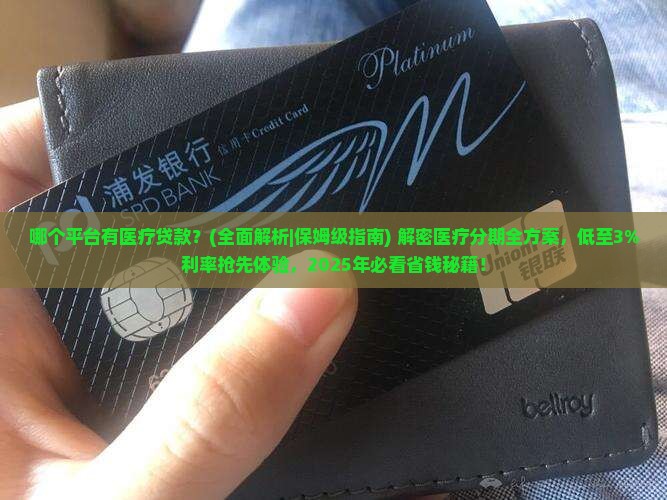 Platinum
浦发银行
信用卡Credit Card
SPD BANK
哪个平台有医疗贷款？(全面解析|保姆级指南) 解密医疗分期全方案，低至3%
利率抢先体验，2025年必看省钱秘籍！
UnionPay
银联
bellroy